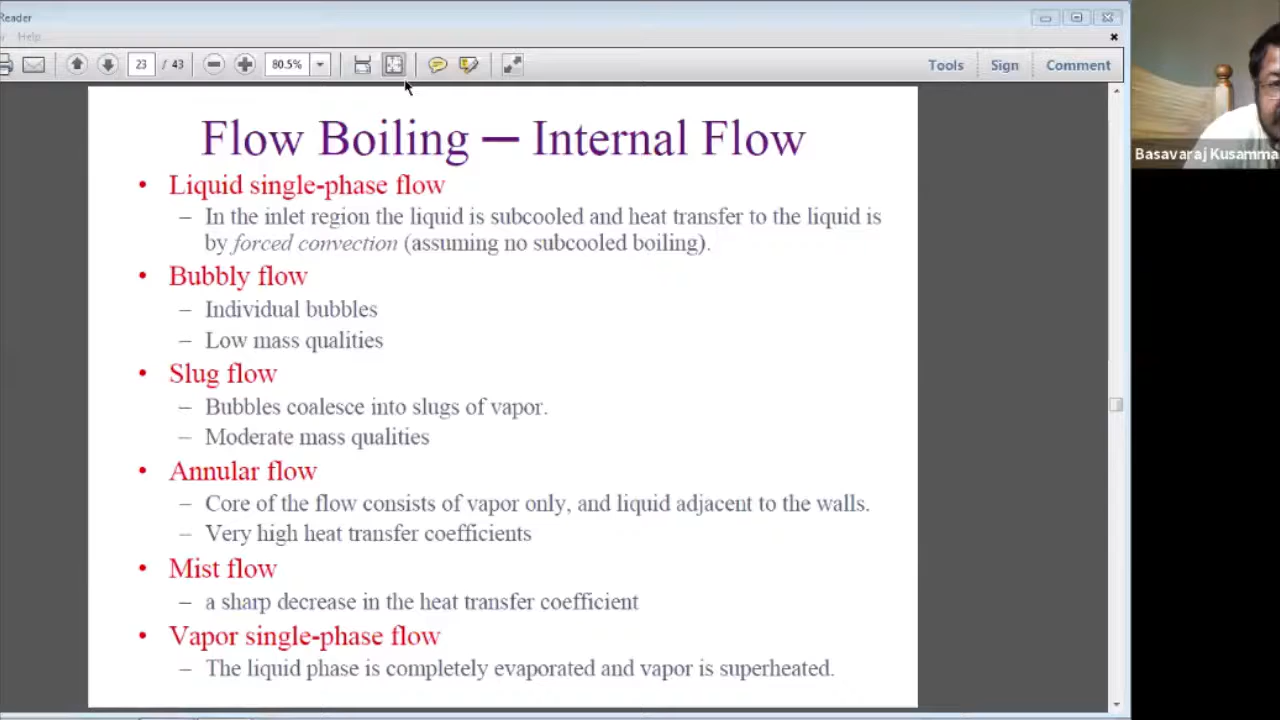 Reader
Help
23 / 43
80.5%
Tools
Sign
Comment
Flow Boiling — Internal Flow
• Liquid single-phase flow
– In the inlet region the liquid is subcooled and heat transfer to the liquid is
by forced convection (assuming no subcooled boiling).
• Bubbly flow
– Individual bubbles
– Low mass qualities
• Slug flow
– Bubbles coalesce into slugs of vapor.
– Moderate mass qualities
• Annular flow
– Core of the flow consists of vapor only, and liquid adjacent to the walls.
– Very high heat transfer coefficients
• Mist flow
– a sharp decrease in the heat transfer coefficient
• Vapor single-phase flow
– The liquid phase is completely evaporated and vapor is superheated.
Basavaraj Kusamma